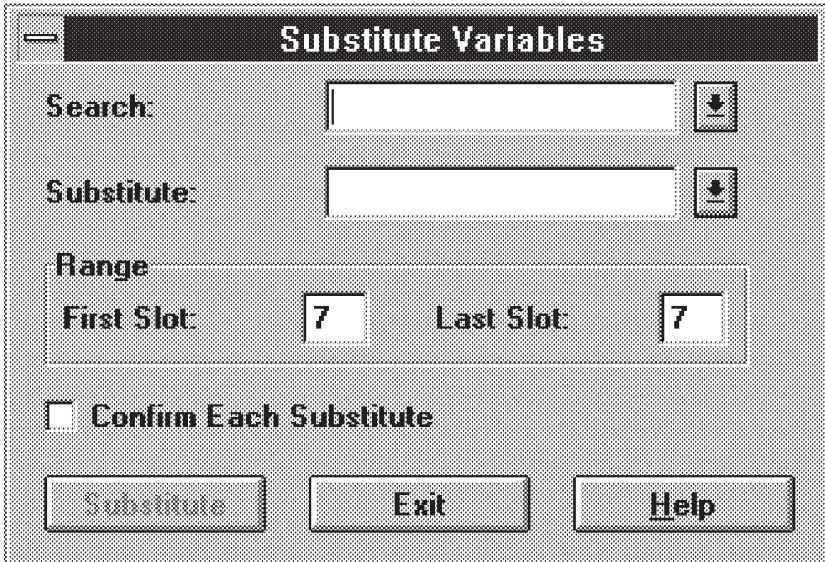 Substitute Variables
Search:
Substitute:
Range
First Slot: 7 Last Slot: 7
Confirm Each Substitute
Substitute Exit Help